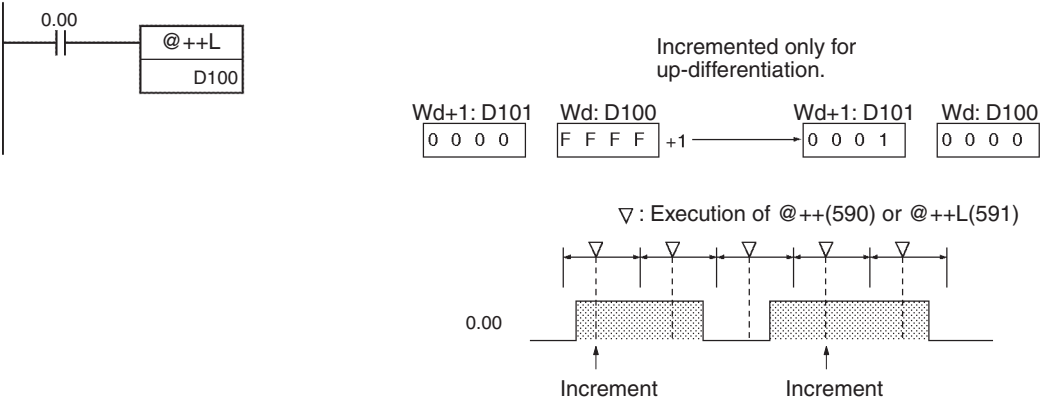 0.00
@++L
D100
Incremented only for
up-differentiation.
Wd+1: D101 Wd: D100 Wd+1: D101 Wd: D100
0 0 0 0 F F F F +1 0 0 0 1 0 0 0 0
▽: Execution of @++(590) or @++L(591)
0.00
Increment Increment